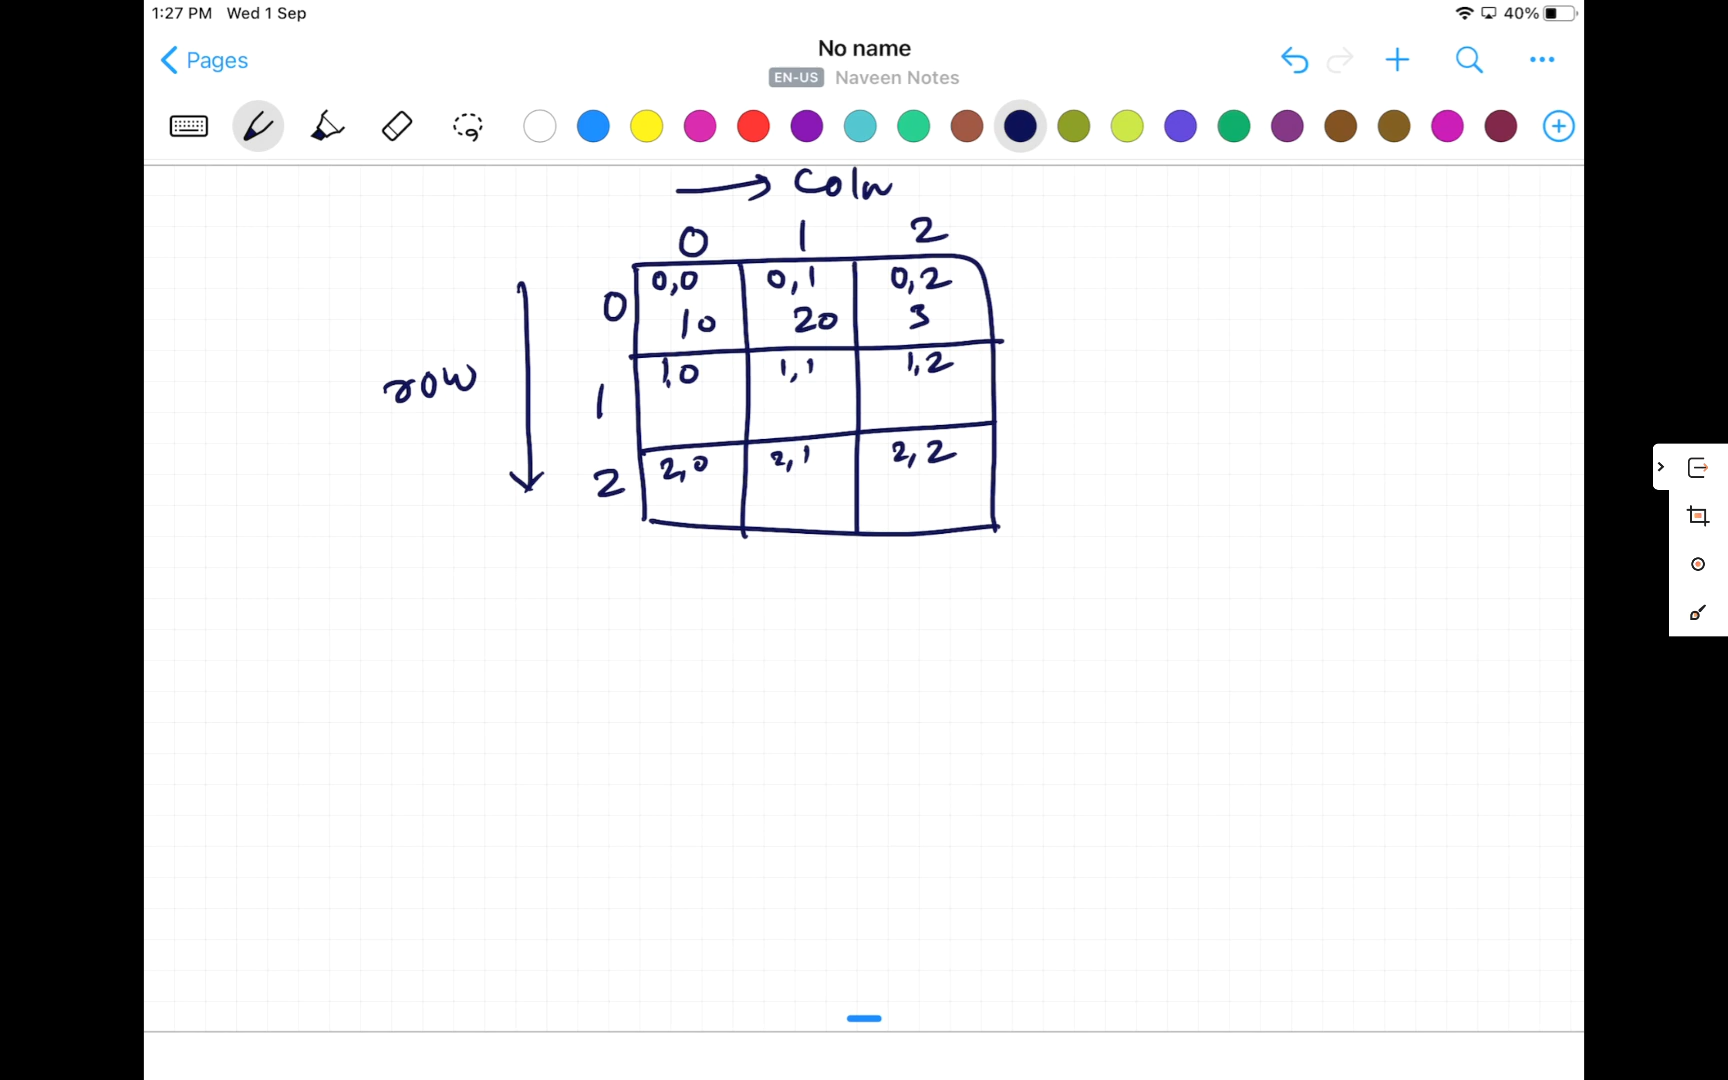 1:27 PM Wed 1 Sep 40%
Pages
No name
EN-US Naveen Notes
Coln
0 1 2
0 0,0 0,1 0,2
10 20 3
row
1 1,0 1,1 1,2
2 2,0 2,1 2,2